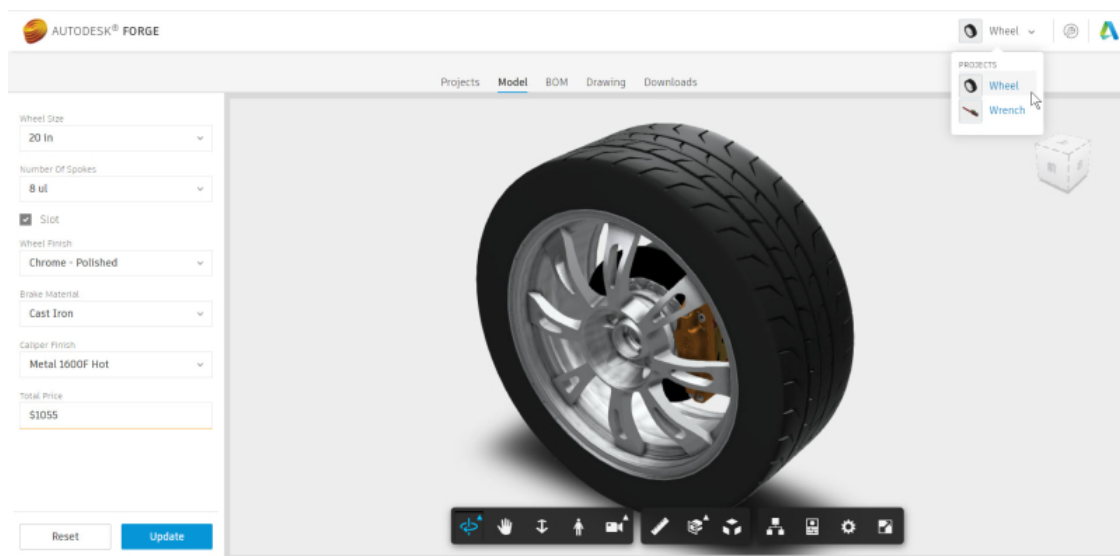 AUTODESK® FORGE
Wheel
Projects Model BOM Drawing Downloads
PROJECTS
Wheel
Wrench
Wheel Size
20 in
Number Of Spokes
8 ul
Slot
Wheel Finish
Chrome - Polished
Brake Material
Cast Iron
Caliper Finish
Metal 1600F Hot
Total Price
$1055
Reset Update